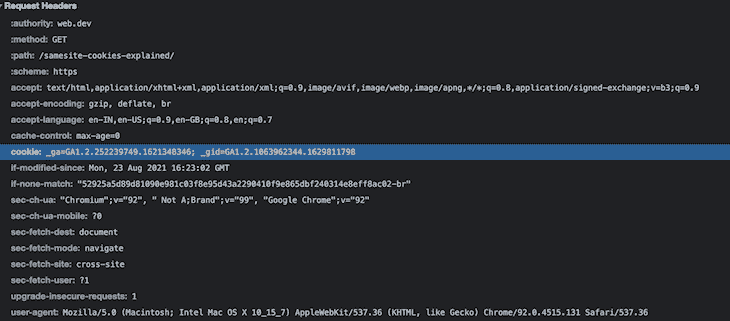 Request Headers
:authority: web.dev
:method: GET
:path: /samesite-cookies-explained/
:scheme: https
accept: text/html,application/xhtml+xml,application/xml;q=0.9,image/avif,image/webp,image/apng,*/*;q=0.8,application/signed-exchange;v=b3;q=0.9
accept-encoding: gzip, deflate, br
accept-language: en-IN,en-US;q=0.9,en-GB;q=0.8,en;q=0.7
cache-control: max-age=0
cookie: _ga=GA1.2.252239749.1621348346; _gid=GA1.2.1063962344.1629811798
if-modified-since: Mon, 23 Aug 2021 16:23:02 GMT
if-none-match: "52925a5d89d81090e981c03f8e95d43a2290410f9e865dbf240314e8eff8ac02-br"
sec-ch-ua: "Chromium";v="92", " Not A;Brand";v="99", "Google Chrome";v="92"
sec-ch-ua-mobile: ?0
sec-fetch-dest: document
sec-fetch-mode: navigate
sec-fetch-site: cross-site
sec-fetch-user: ?1
upgrade-insecure-requests: 1
user-agent: Mozilla/5.0 (Macintosh; Intel Mac OS X 10_15_7) AppleWebKit/537.36 (KHTML, like Gecko) Chrome/92.0.4515.131 Safari/537.36